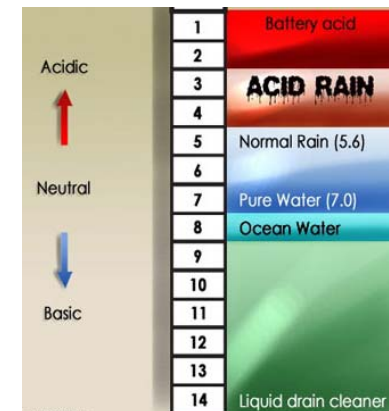 1 Battery acid
2
Acidic
3 ACID RAIN
4
5 Normal Rain (5.6)
6
Neutral
7 Pure Water (7.0)
8 Ocean Water
9
10
Basic
11
12
13
14 Liquid drain cleaner